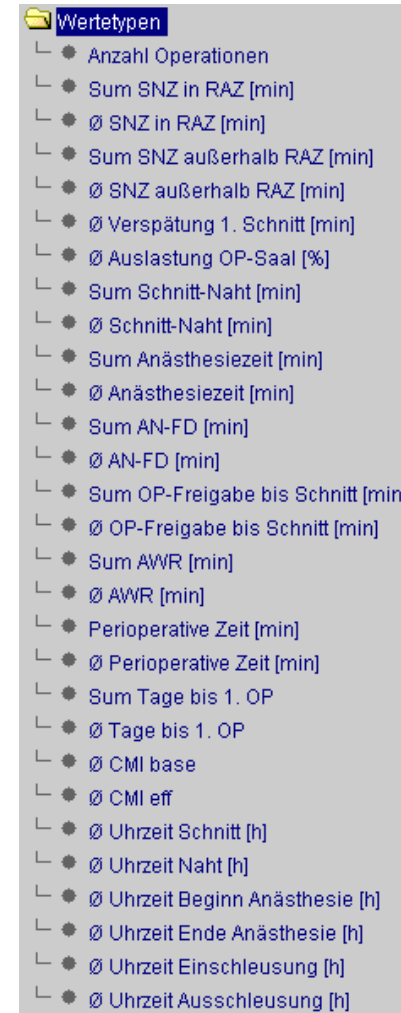 Wertetypen
Anzahl Operationen
Sum SNZ in RAZ [min]
Ø SNZ in RAZ [min]
Sum SNZ außerhalb RAZ [min]
Ø SNZ außerhalb RAZ [min]
Ø Verspätung 1. Schnitt [min]
Ø Auslastung OP-Saal [%]
Sum Schnitt-Naht [min]
Ø Schnitt-Naht [min]
Sum Anästhesiezeit [min]
Ø Anästhesiezeit [min]
Sum AN-FD [min]
Ø AN-FD [min]
Sum OP-Freigabe bis Schnitt [min
Ø OP-Freigabe bis Schnitt [min]
Sum AWR [min]
Ø AWR [min]
Perioperative Zeit [min]
Ø Perioperative Zeit [min]
Sum Tage bis 1. OP
Ø Tage bis 1. OP
Ø CMI base
Ø CMI eff
Ø Uhrzeit Schnitt [h]
Ø Uhrzeit Naht [h]
Ø Uhrzeit Beginn Anästhesie [h]
Ø Uhrzeit Ende Anästhesie [h]
Ø Uhrzeit Einschleusung [h]
Ø Uhrzeit Ausschleusung [h]